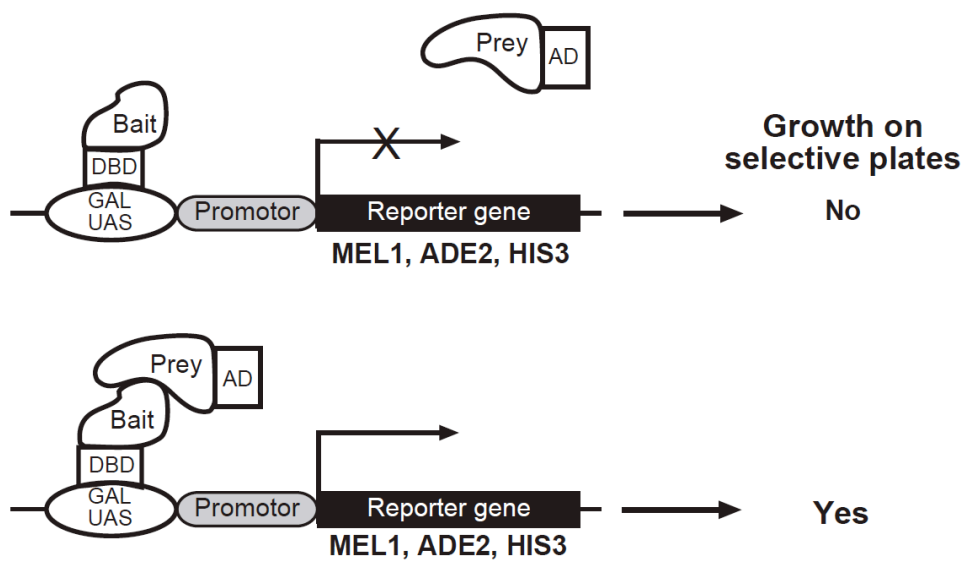 Prey
AD
Bait
DBD
GAL
UAS
Promotor
X
Reporter gene
MEL1, ADE2, HIS3
Growth on
selective plates
No
Prey
AD
Bait
DBD
GAL
UAS
Promotor
Reporter gene
MEL1, ADE2, HIS3
Yes